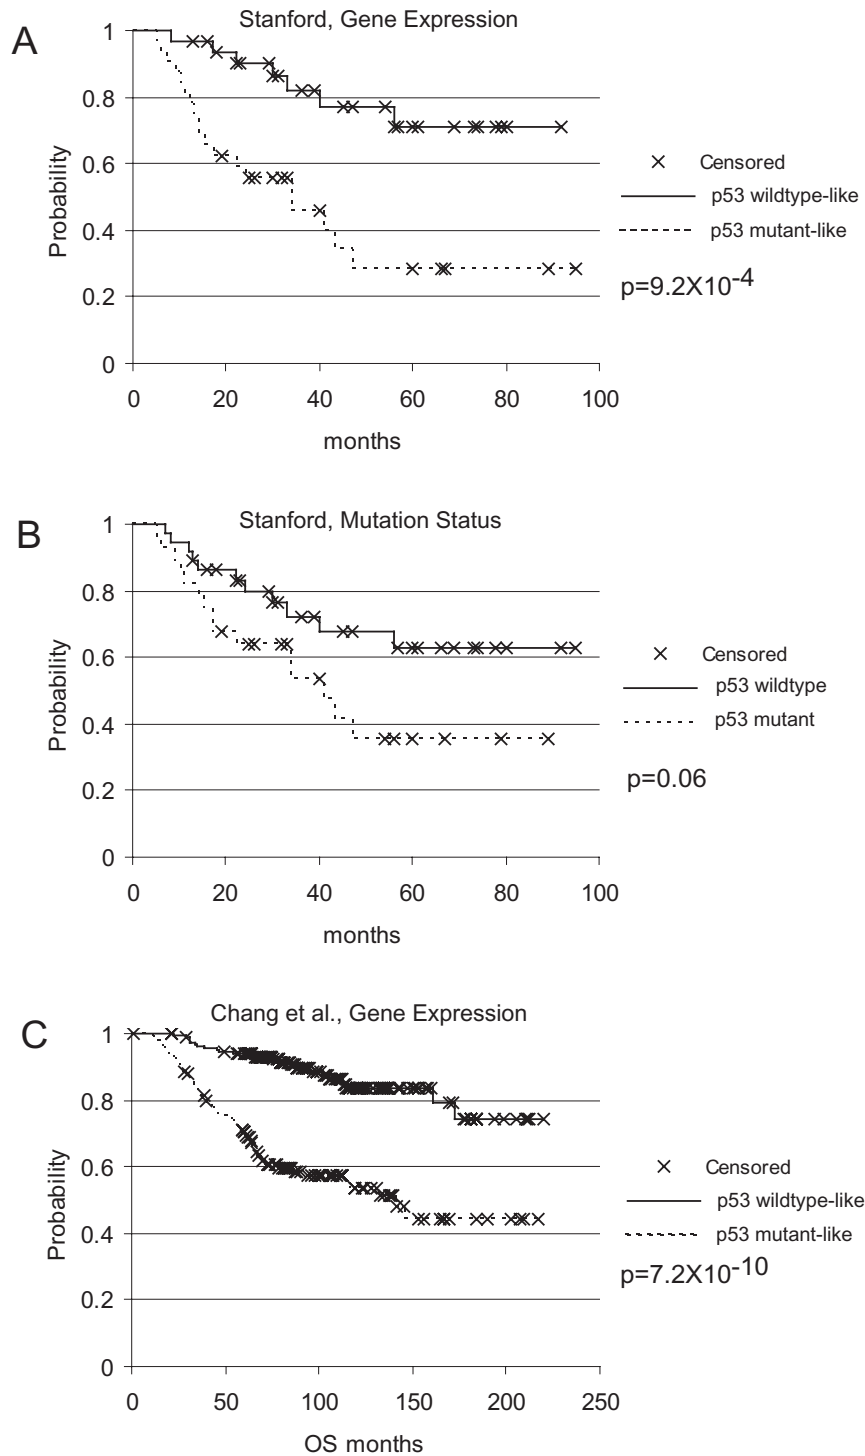 A
Stanford, Gene Expression
1
0.8
0.6
0.4
0.2
0
Probability
0 20 40 60 80 100
months
Censored
p53 wildtype-like
p53 mutant-like
p=9.2X10-4
B
Stanford, Mutation Status
1
0.8
0.6
0.4
0.2
0
Probability
0 20 40 60 80 100
months
Censored
p53 wildtype
p53 mutant
p=0.06
C
Chang et al., Gene Expression
1
0.8
0.6
0.4
0.2
0
Probability
0 50 100 150 200 250
OS months
Censored
p53 wildtype-like
p53 mutant-like
p=7.2X10-10